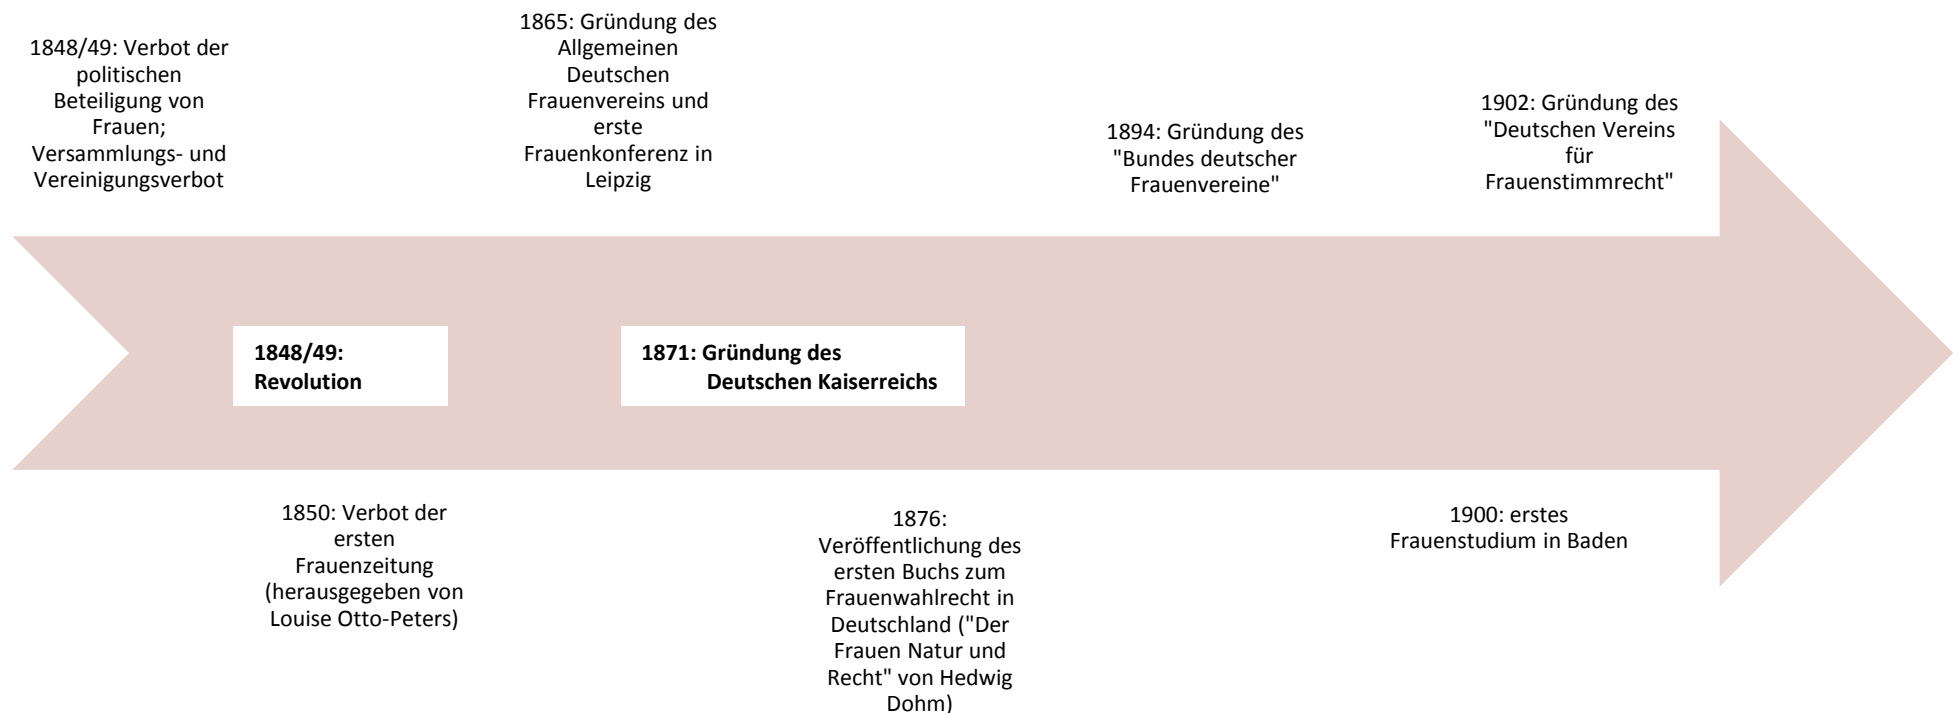 1848/49: Verbot der
politischen
Beteiligung von
Frauen;
Versammlungs- und
Vereinigungsverbot
1865: Gründung des
Allgemeinen
Deutschen
Frauenvereins und
erste
Frauenkonferenz in
Leipzig
1894: Gründung des
"Bundes deutscher
Frauenvereine"
1902: Gründung des
"Deutschen Vereins
für
Frauenstimmrecht"
1848/49:
Revolution
1871: Gründung des
Deutschen Kaiserreichs
1850: Verbot der
ersten
Frauenzeitung
(herausgegeben von
Louise Otto-Peters)
1876:
Veröffentlichung des
ersten Buchs zum
Frauenwahlrecht in
Deutschland ("Der
Frauen Natur und
Recht" von Hedwig
Dohm)
1900: erstes
Frauenstudium in Baden